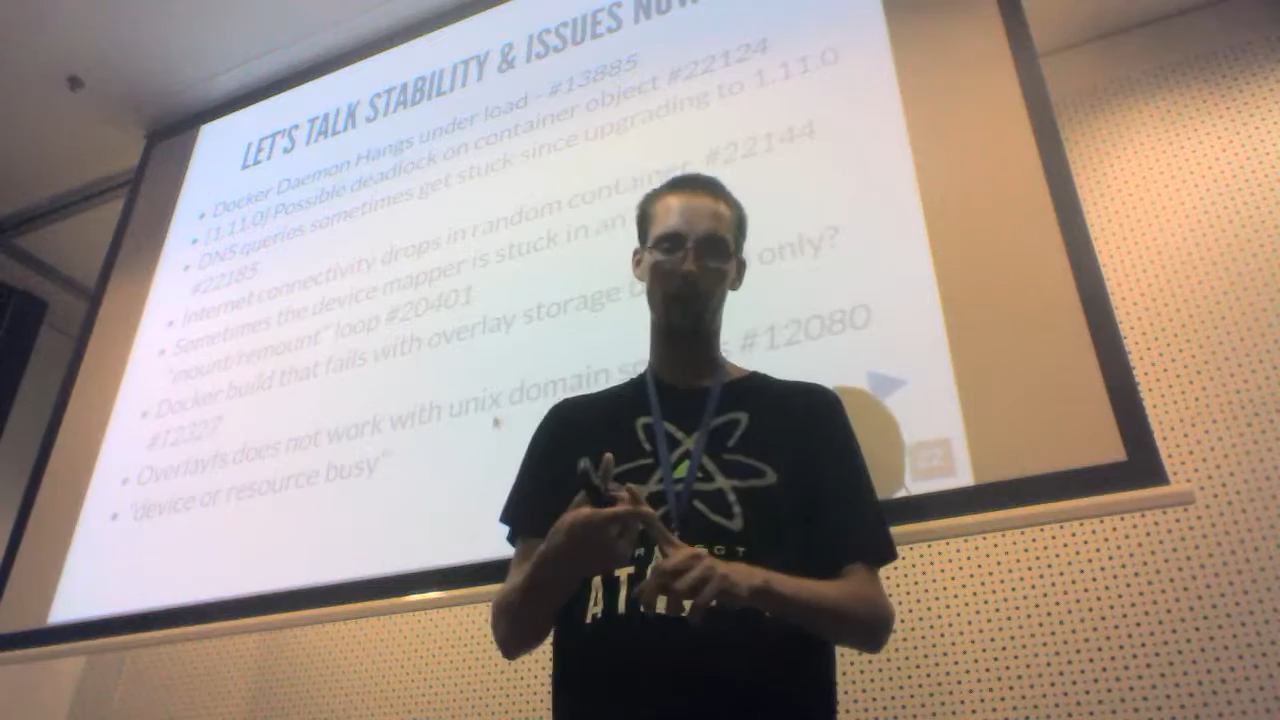 LET'S TALK STABILITY & ISSUES NOW
• Docker Daemon Hangs under load - #13885
• [1.11.0] Possible deadlock on container object #22124
• DNS queries sometimes get stuck since upgrading to 1.11.0
#22185
• Internet connectivity drops in random container #22144
• Sometimes the device mapper is stuck in an
"mount/remount" loop #20401
• Docker build that fails with overlay storage only?
#12327
• Overlayfs does not work with unix domain #12080
• "device or resource busy"
ATO